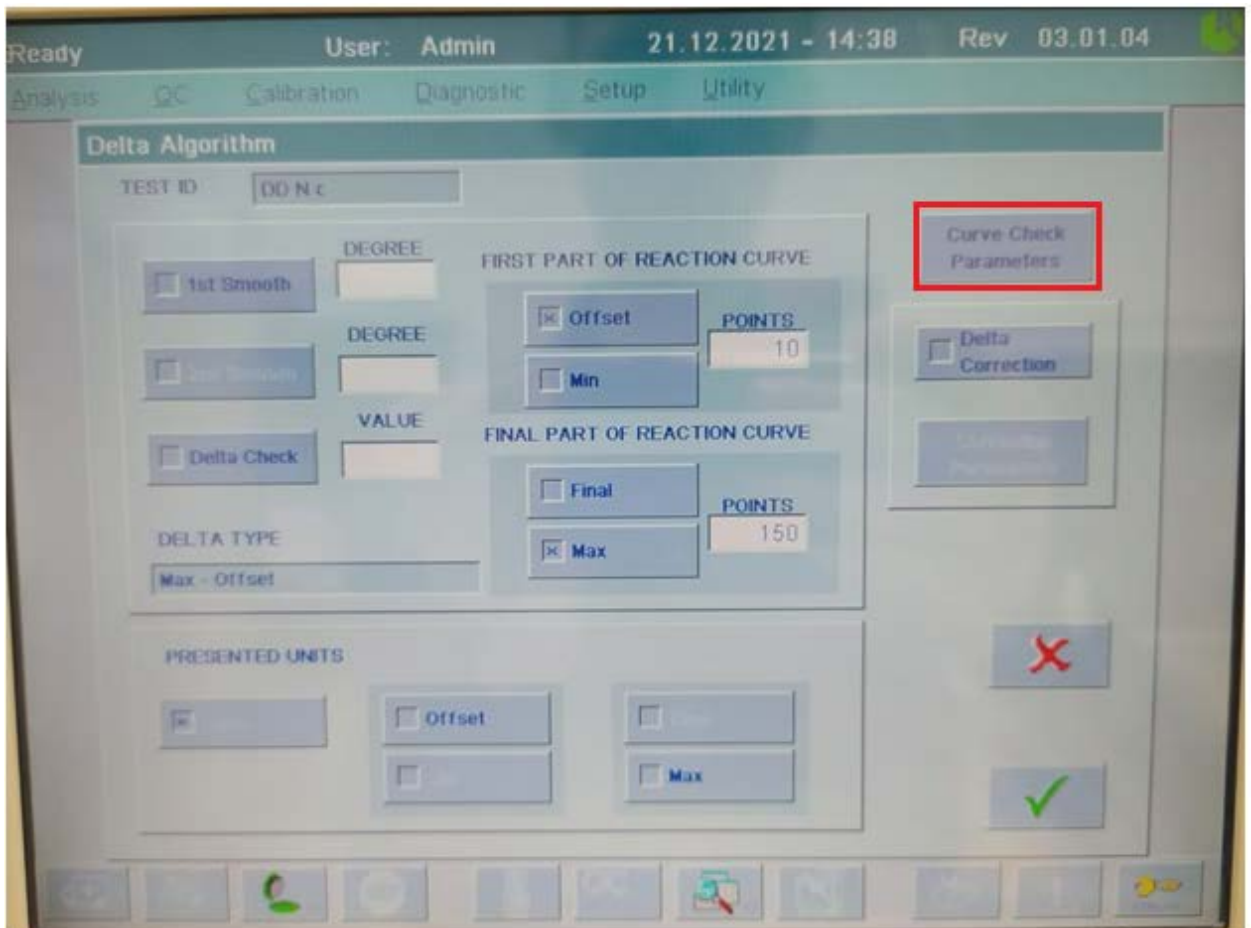 Ready User: Admin 21.12.2021 - 14:38 Rev 03.01.04
Analysis QC Calibration Diagnostic Setup Utility
Delta Algorithm
TEST ID DD N c
Curve Check
Parameters
DEGREE
1st Smooth
FIRST PART OF REACTION CURVE
Offset
POINTS
10
Min
DEGREE
VALUE
Delta Check
FINAL PART OF REACTION CURVE
Final
POINTS
150
Max
DELTA TYPE
Max - Offset
Delta
Correction
PRESENTED UNITS
Offset
Max